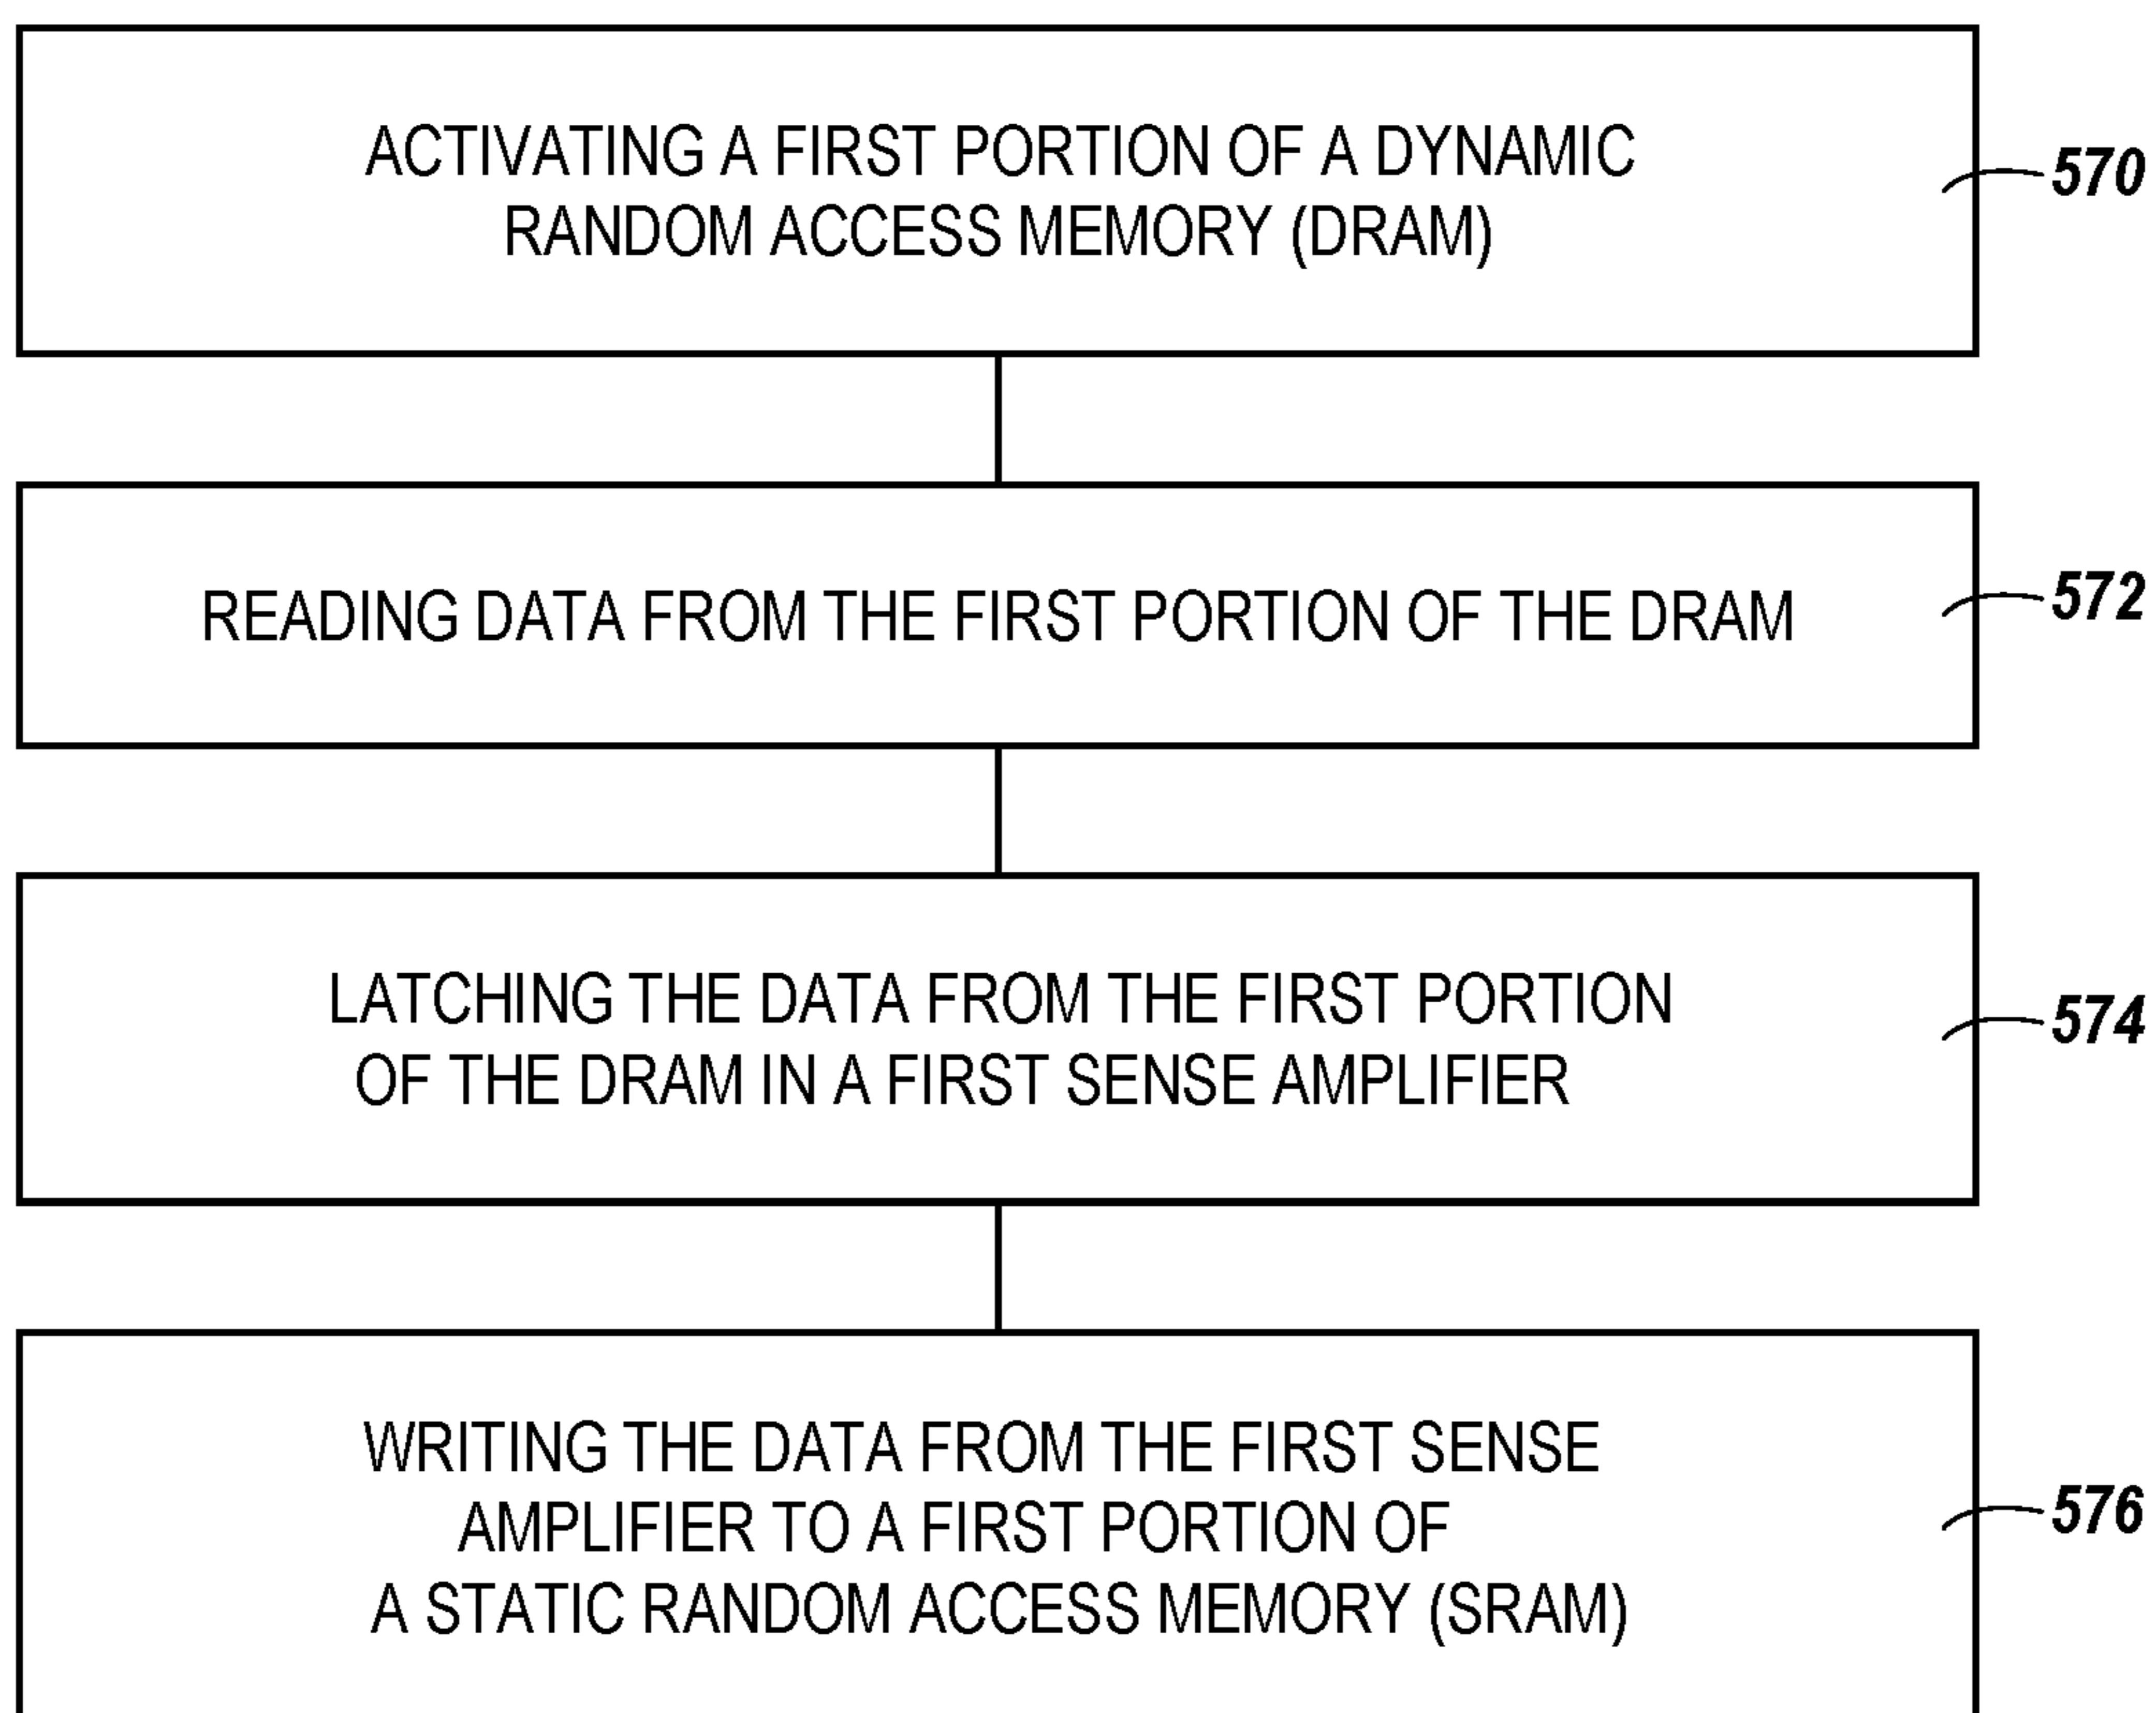 ACTIVATING A FIRST PORTION OF A DYNAMIC
RANDOM ACCESS MEMORY (DRAM)
570
READING DATA FROM THE FIRST PORTION OF THE DRAM
572
LATCHING THE DATA FROM THE FIRST PORTION
OF THE DRAM IN A FIRST SENSE AMPLIFIER
574
WRITING THE DATA FROM THE FIRST SENSE
AMPLIFIER TO A FIRST PORTION OF
A STATIC RANDOM ACCESS MEMORY (SRAM)
576